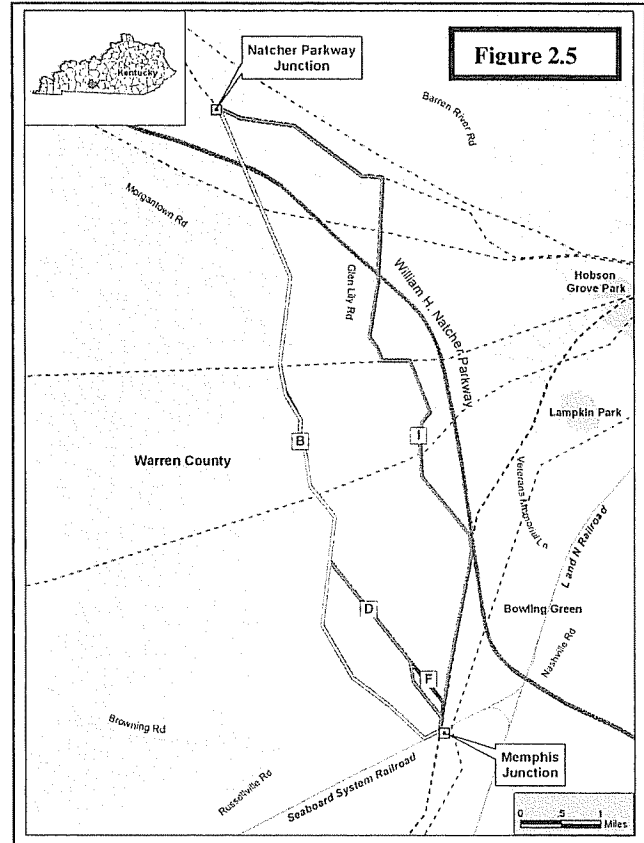 Kentucky
Natcher Parkway
Junction
Figure 2.5
Barren River Rd
Morgantown Rd
Glen Lily Rd
William H. Natcher Parkway
Hobson
Grove Park
Lampkin Park
B
I
Warren County
Veterans Memorial Ln
L and N Railroad
D
Bowling Green
F
Nashville Rd
Browning Rd
Memphis
Junction
Russellville Rd
Seaboard System Railroad
0 .5 1
Miles